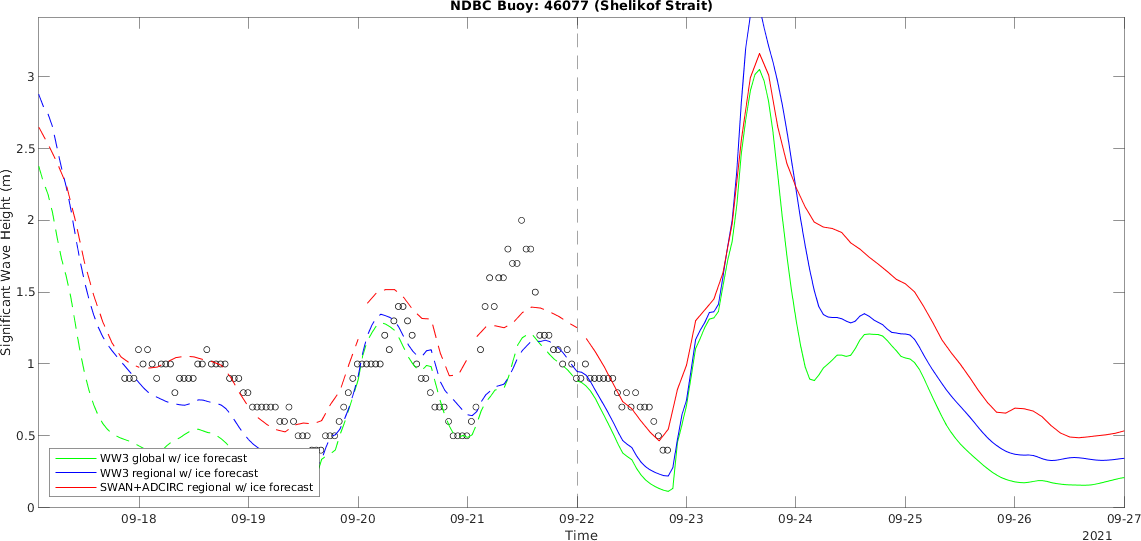 NDBC Buoy: 46077 (Shelikof Strait)
Significant Wave Height (m)
3
2.5
2
1.5
1
0.5
0
WW3 global w/ ice forecast
WW3 regional w/ ice forecast
SWAN+ADCIRC regional w/ ice forecast
09-18 09-19 09-20 09-21 09-22 09-23 09-24 09-25 09-26 09-27
Time
2021